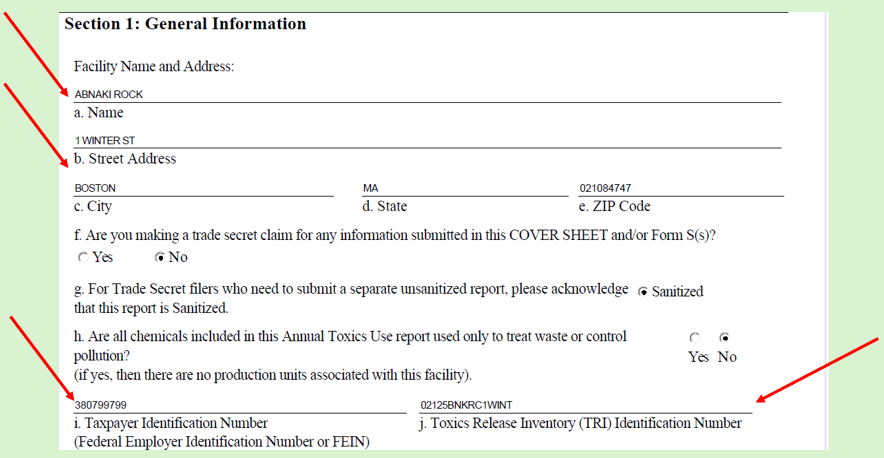 Section 1: General Information
Facility Name and Address:
ABNAKI ROCK
a. Name
1 WINTER ST
b. Street Address
BOSTON MA 021084747
c. City d. State e. ZIP Code
f. Are you making a trade secret claim for any information submitted in this COVER SHEET and/or Form S(s)?
Yes No
g. For Trade Secret filers who need to submit a separate unsanitized report, please acknowledge Sanitized
that this report is Sanitized.
h. Are all chemicals included in this Annual Toxics Use report used only to treat waste or control
pollution? Yes No
(if yes, then there are no production units associated with this facility).
380799799 02125BNKRC1WINT
i. Taxpayer Identification Number j. Toxics Release Inventory (TRI) Identification Number
(Federal Employer Identification Number or FEIN)